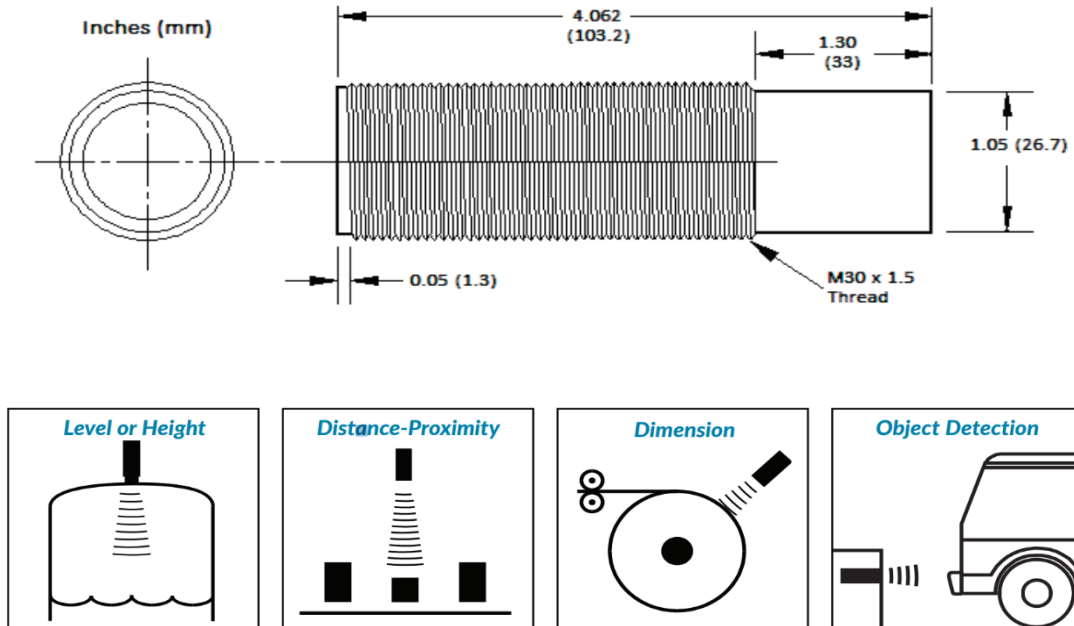 Inches (mm)
4.062
(103.2)
1.30
(33)
1.05 (26.7)
0.05 (1.3)
M30 x 1.5
Thread
Level or Height
Distance-Proximity
Dimension
Object Detection